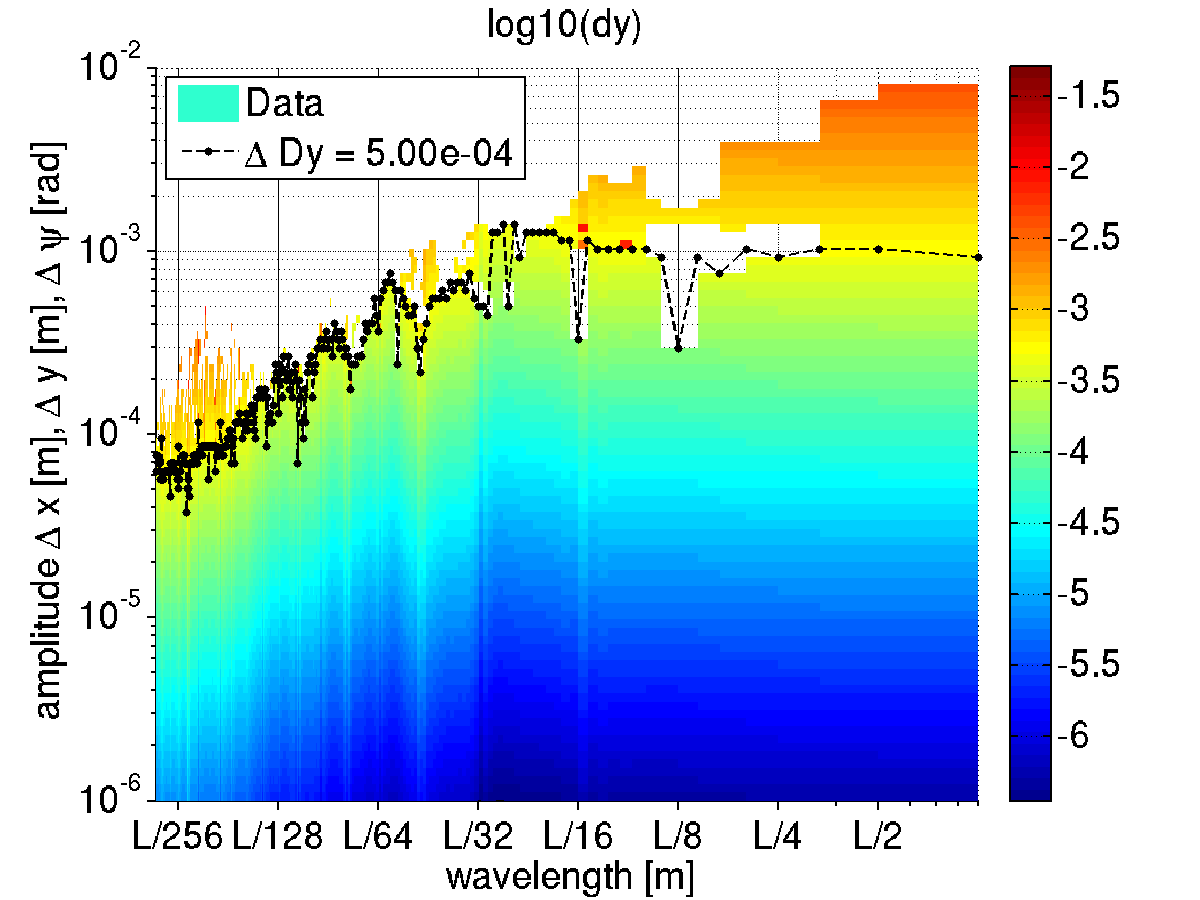 log10(dy)
10^-2
10^-3
10^-4
10^-5
10^-6
amplitude Δ x [m], Δ y [m], Δ ψ [rad]
Data
Δ Dy = 5.00e-04
-1.5
-2
-2.5
-3
-3.5
-4
-4.5
-5
-5.5
-6
L/256 L/128 L/64 L/32 L/16 L/8 L/4 L/2
wavelength [m]